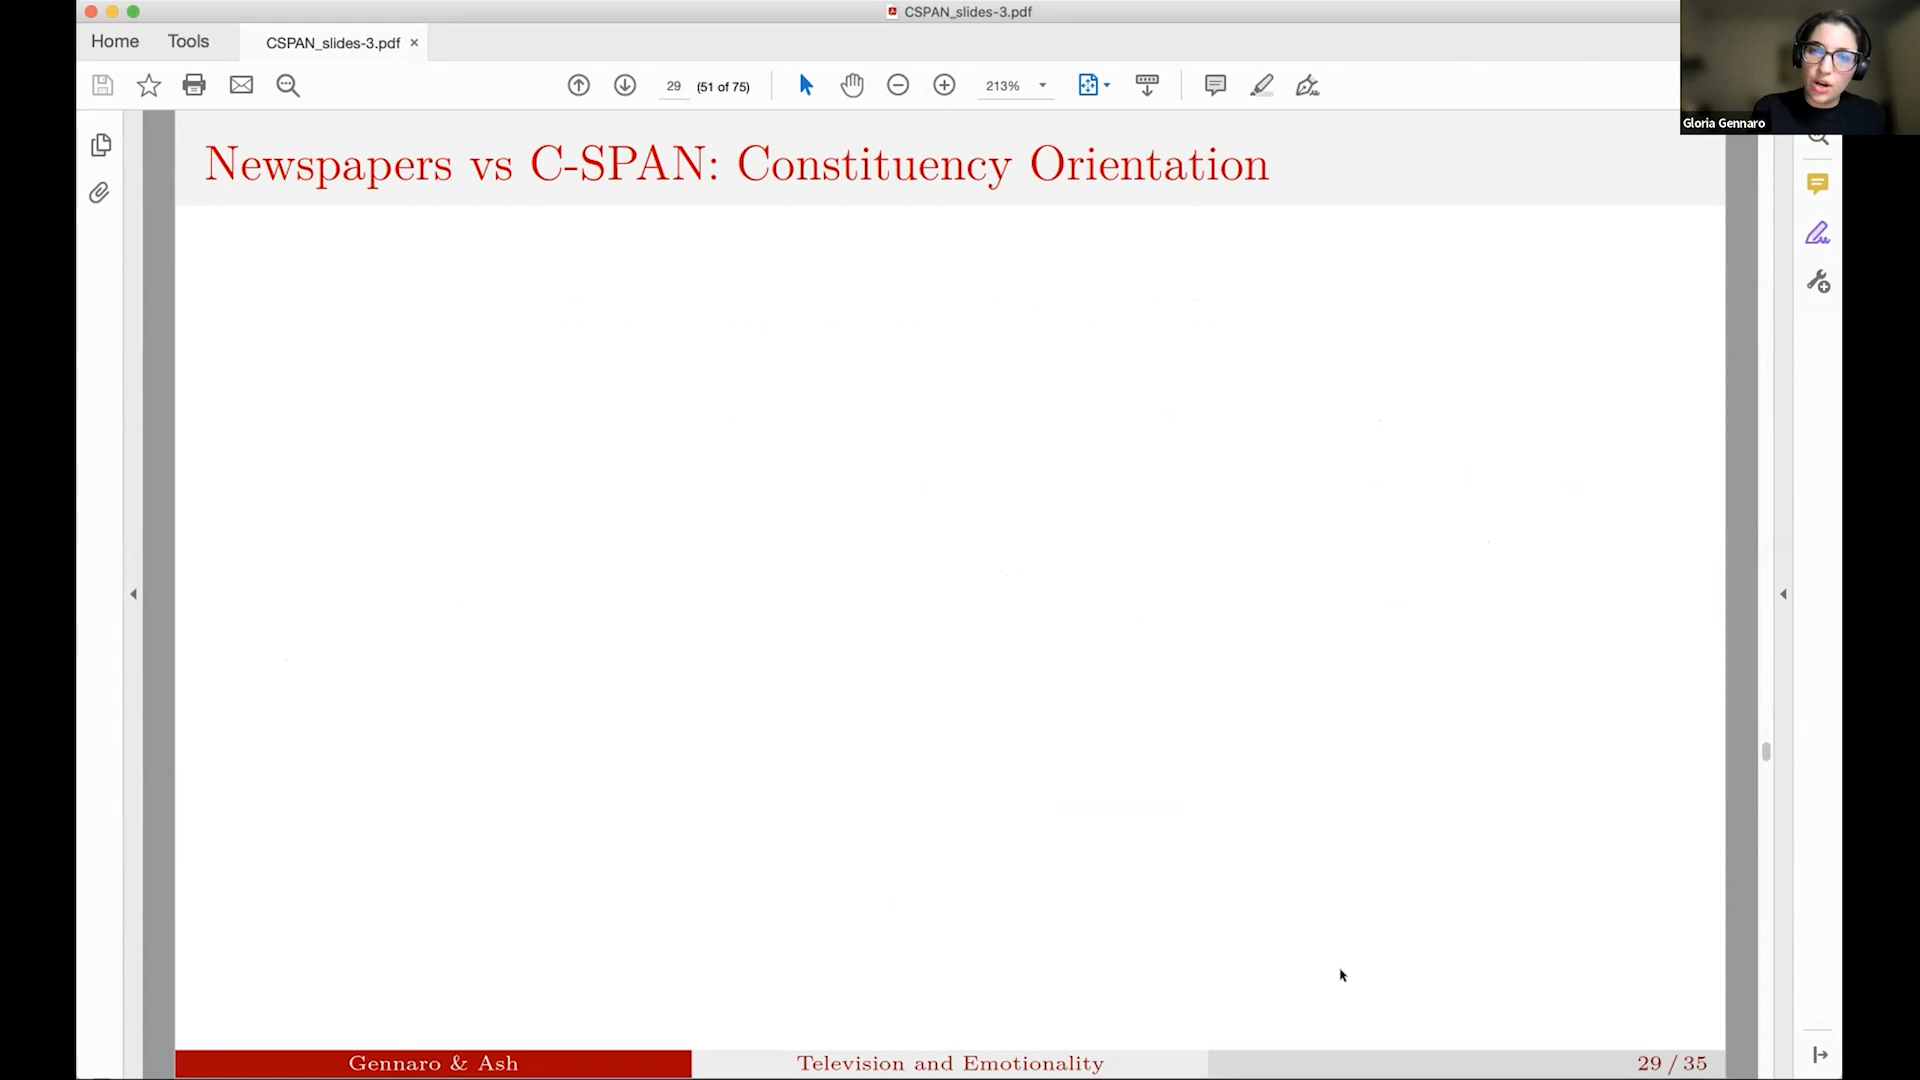 CSPAN_slides-3.pdf
Home Tools CSPAN_slides-3.pdf ×
29 (51 of 75) 213%
Gloria Gennaro
Newspapers vs C-SPAN: Constituency Orientation
Gennaro & Ash Television and Emotionality 29 / 35